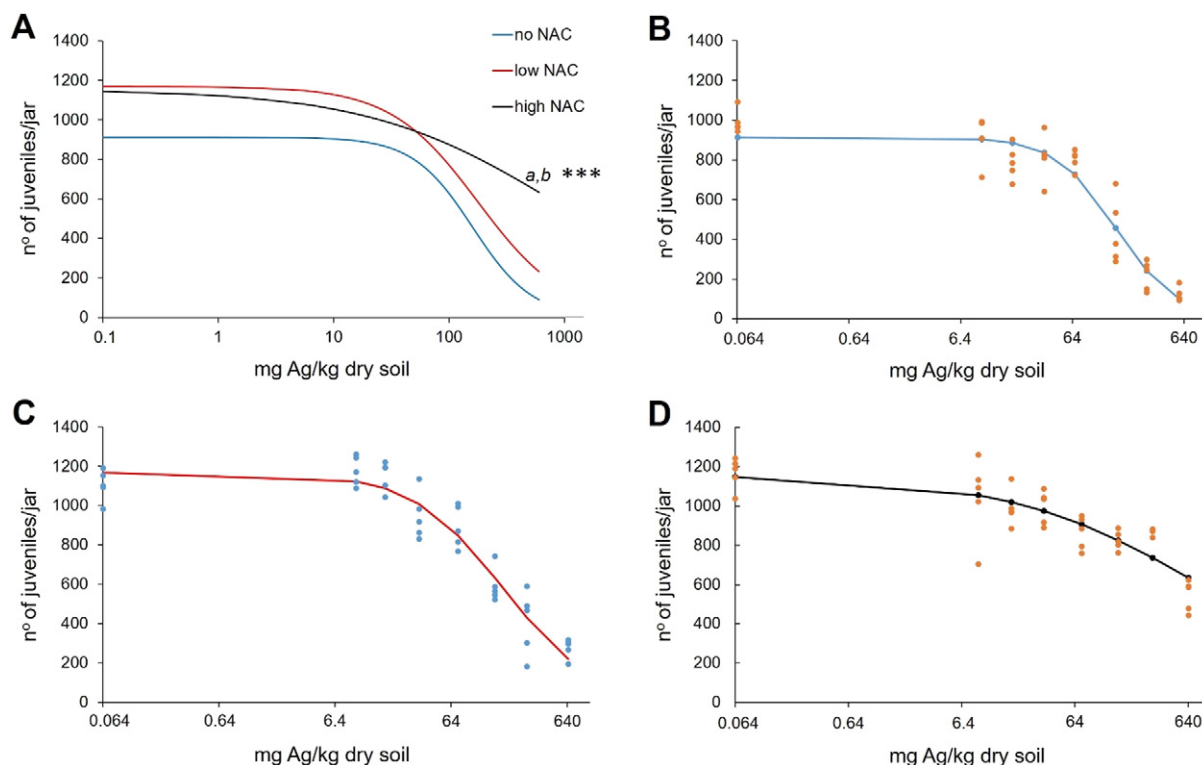 A
no NAC
low NAC
high NAC
nº of juveniles/jar
1400
1200
1000
800
600
400
200
0
a,b ***
0.1 1 10 100 1000
mg Ag/kg dry soil
B
nº of juveniles/jar
1400
1200
1000
800
600
400
200
0
0.064 0.64 6.4 64 640
mg Ag/kg dry soil
C
nº of juveniles/jar
1400
1200
1000
800
600
400
200
0
0.064 0.64 6.4 64 640
mg Ag/kg dry soil
D
nº of juveniles/jar
1400
1200
1000
800
600
400
200
0
0.064 0.64 6.4 64 640
mg Ag/kg dry soil